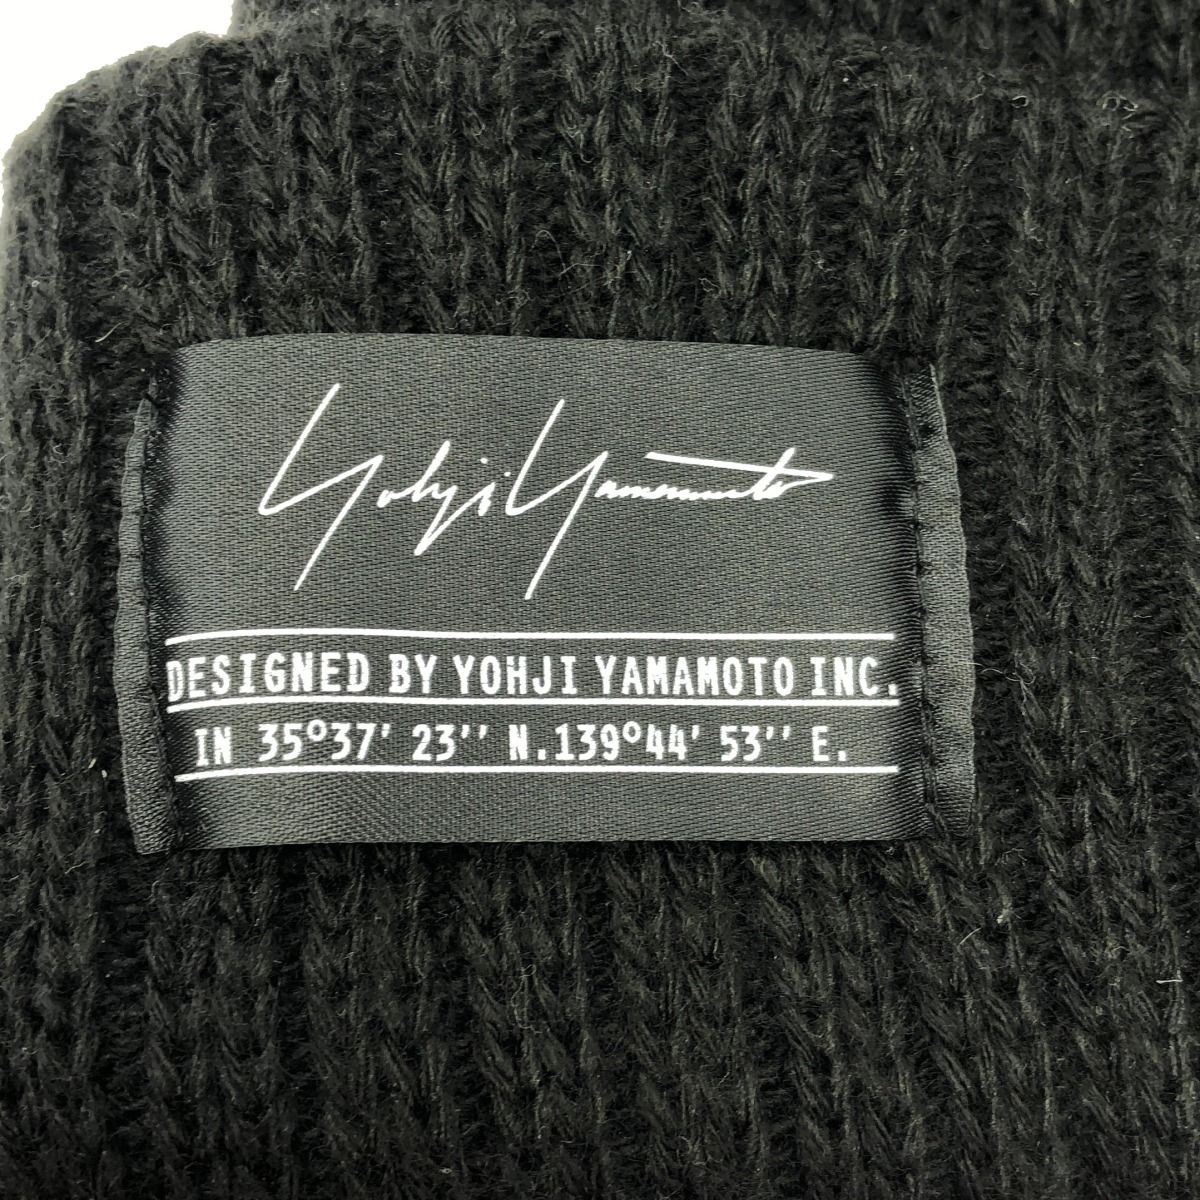 Yohji Yamamoto
DESIGNED BY YOHJI YAMAMOTO INC.
IN 35°37' 23'' N.139°44' 53'' E.